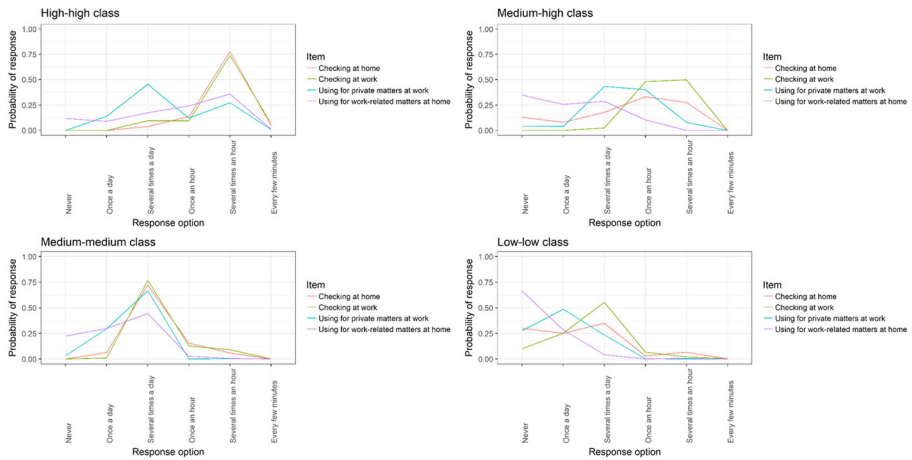 High-high class
Probability of response
1.00
0.75
0.50
0.25
0.00
Never
Once a day
Several times a day
Once an hour
Several times an hour
Every few minutes
Response option
Item
Checking at home
Checking at work
Using for private matters at work
Using for work-related matters at home
Medium-high class
Probability of response
1.00
0.75
0.50
0.25
0.00
Never
Once a day
Several times a day
Once an hour
Several times an hour
Every few minutes
Response option
Item
Checking at home
Checking at work
Using for private matters at work
Using for work-related matters at home
Medium-medium class
Probability of response
1.00
0.75
0.50
0.25
0.00
Never
Once a day
Several times a day
Once an hour
Several times an hour
Every few minutes
Response option
Item
Checking at home
Checking at work
Using for private matters at work
Using for work-related matters at home
Low-low class
Probability of response
1.00
0.75
0.50
0.25
0.00
Never
Once a day
Several times a day
Once an hour
Several times an hour
Every few minutes
Response option
Item
Checking at home
Checking at work
Using for private matters at work
Using for work-related matters at home